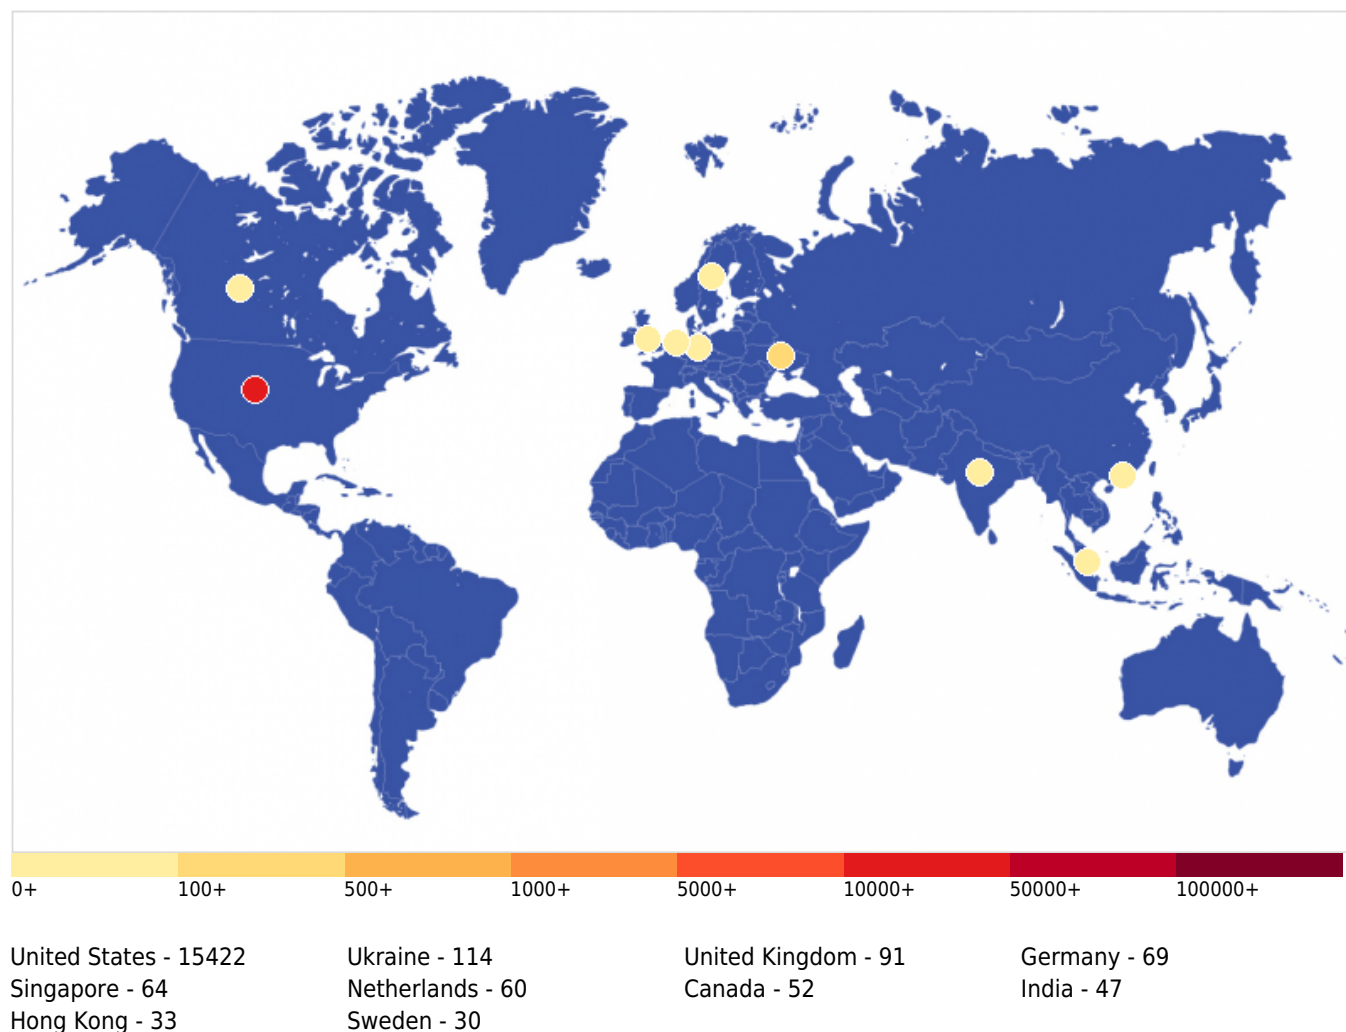 0+ 100+ 500+ 1000+ 5000+ 10000+ 50000+ 100000+
United States - 15422 Ukraine - 114 United Kingdom - 91 Germany - 69
Singapore - 64 Netherlands - 60 Canada - 52 India - 47
Hong Kong - 33 Sweden - 30